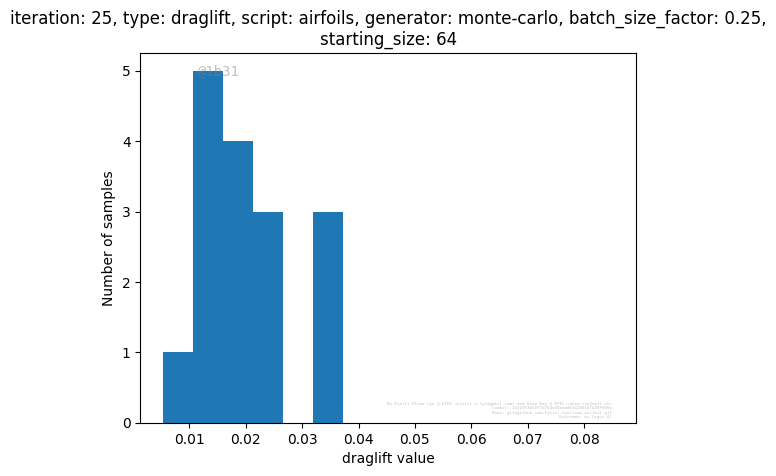 iteration: 25, type: draglift, script: airfoils, generator: monte-carlo, batch_size_factor: 0.25,
starting_size: 64
@1b31
5
4
3
2
1
0
Number of samples
0.01 0.02 0.03 0.04 0.05 0.06 0.07 0.08
draglift value